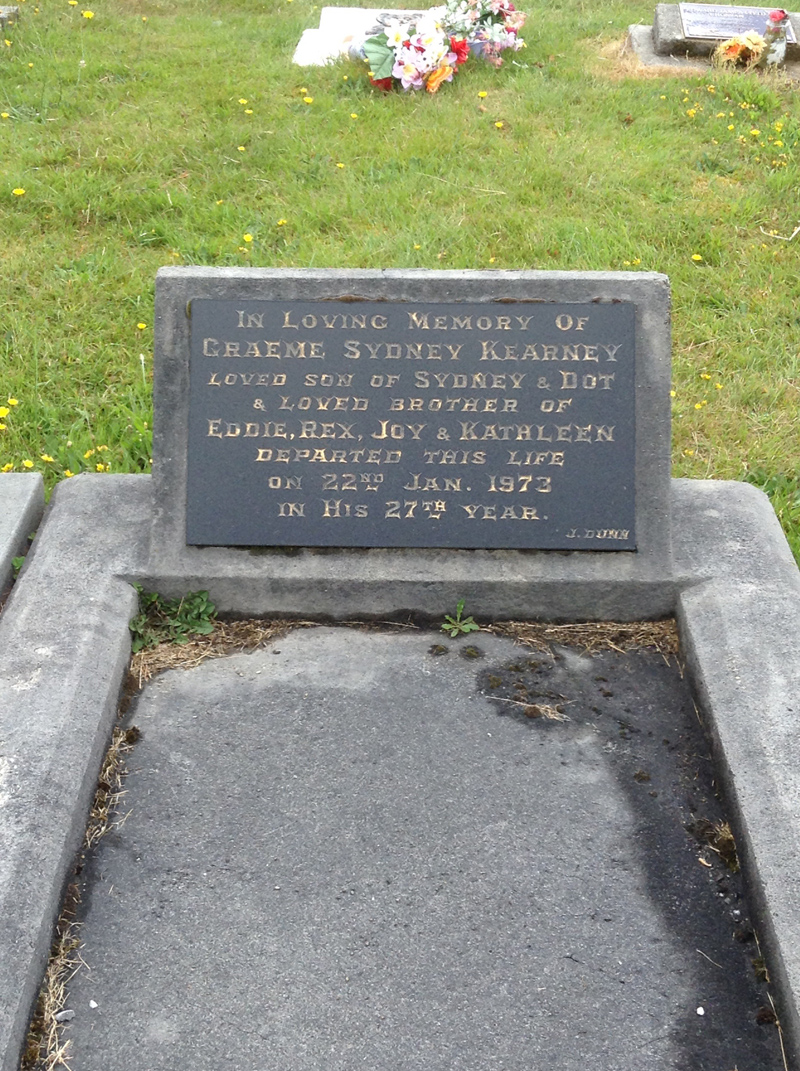 In Loving Memory Of
Graeme Sydney Kearney
loved son of Sydney & Dot
& loved brother of
Eddie, Rex, Joy & Kathleen
departed this life
on 22nd Jan. 1973
in His 27th year.
J. Dunn